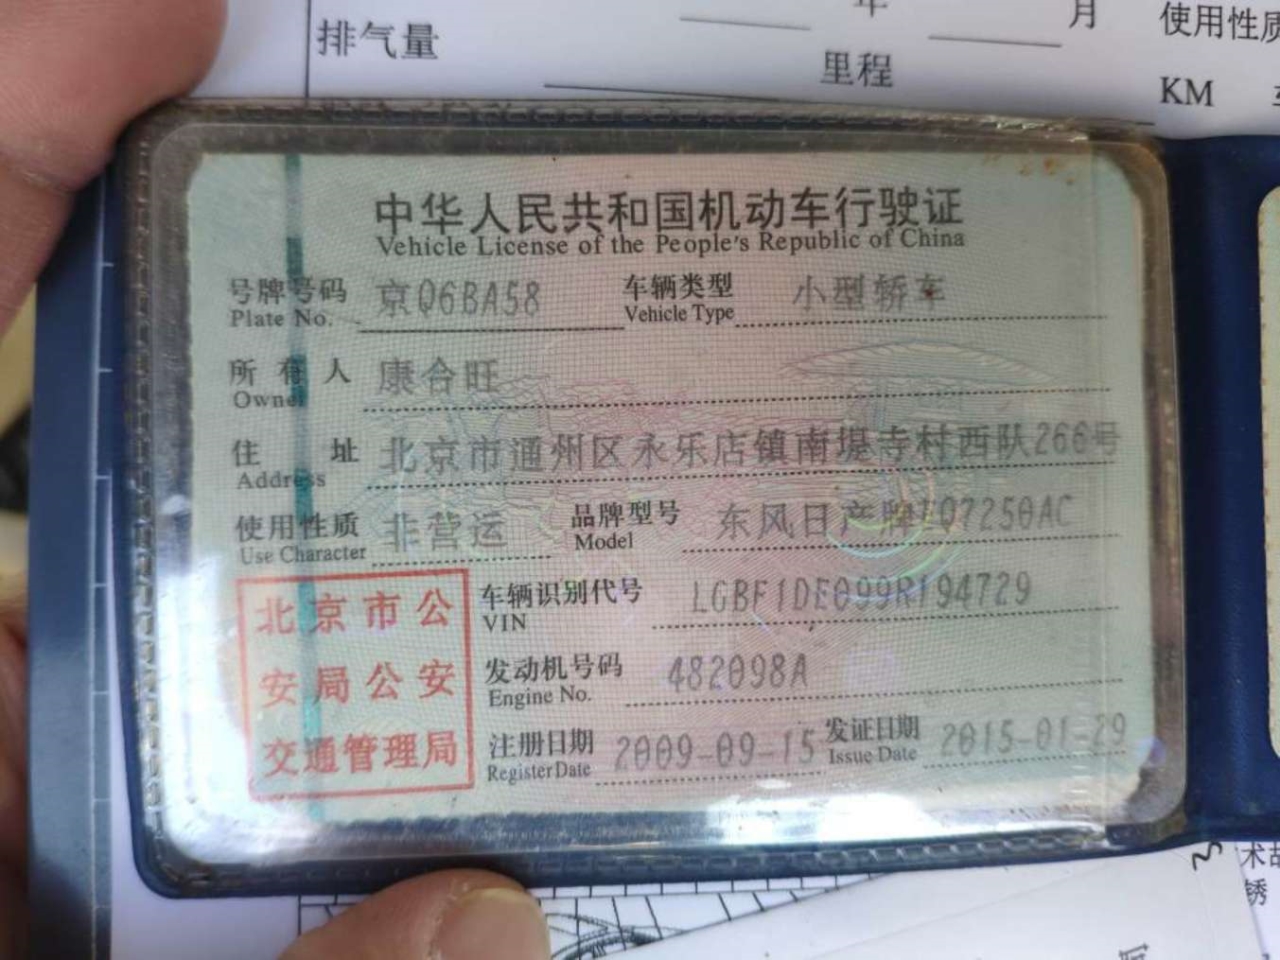 年 月 使用性质
排气量
里程 KM
中华人民共和国机动车行驶证
Vehicle License of the People's Republic of China
号牌号码 京Q6BA58 车辆类型 小型轿车
Plate No. Vehicle Type
所有人 康合旺
Owner
住址 北京市通州区永乐店镇南堤寺村西队266号
Address
使用性质 非营运 品牌型号 东风日产牌EQ7250AC
Use Character Model
北京市公
安局公安
交通管理局
车辆识别代号 LGBF1DE099R194729
VIN
发动机号码 482098A
Engine No.
注册日期 2009-09-15 发证日期 2015-01-29
Register Date Issue Date